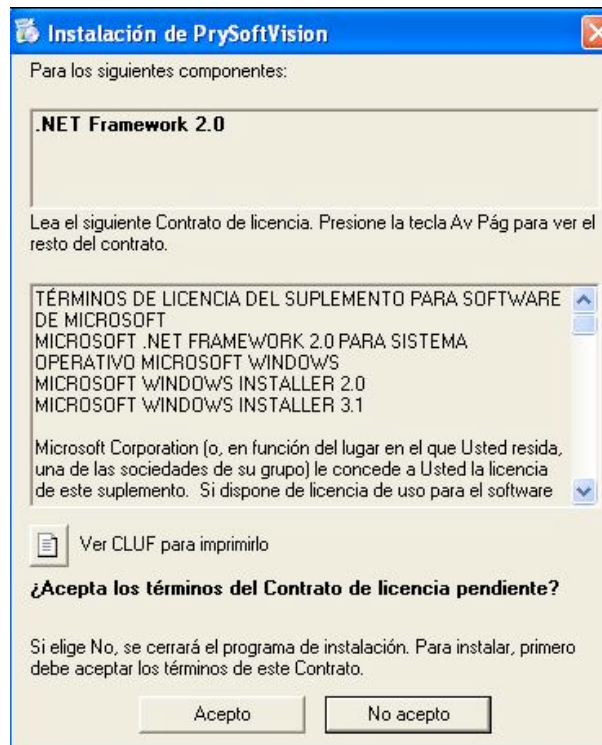 Instalación de PrySoftVision
Para los siguientes componentes:
.NET Framework 2.0
Lea el siguiente Contrato de licencia. Presione la tecla Av Pág para ver el
resto del contrato.
TÉRMINOS DE LICENCIA DEL SUPLEMENTO PARA SOFTWARE
DE MICROSOFT
MICROSOFT .NET FRAMEWORK 2.0 PARA SISTEMA
OPERATIVO MICROSOFT WINDOWS
MICROSOFT WINDOWS INSTALLER 2.0
MICROSOFT WINDOWS INSTALLER 3.1
Microsoft Corporation (o, en función del lugar en el que Usted resida,
una de las sociedades de su grupo) le concede a Usted la licencia
de este suplemento.  Si dispone de licencia de uso para el software
Ver CLUF para imprimirlo
¿Acepta los términos del Contrato de licencia pendiente?
Si elige No, se cerrará el programa de instalación. Para instalar, primero
debe aceptar los términos de este Contrato.
Acepto
No acepto